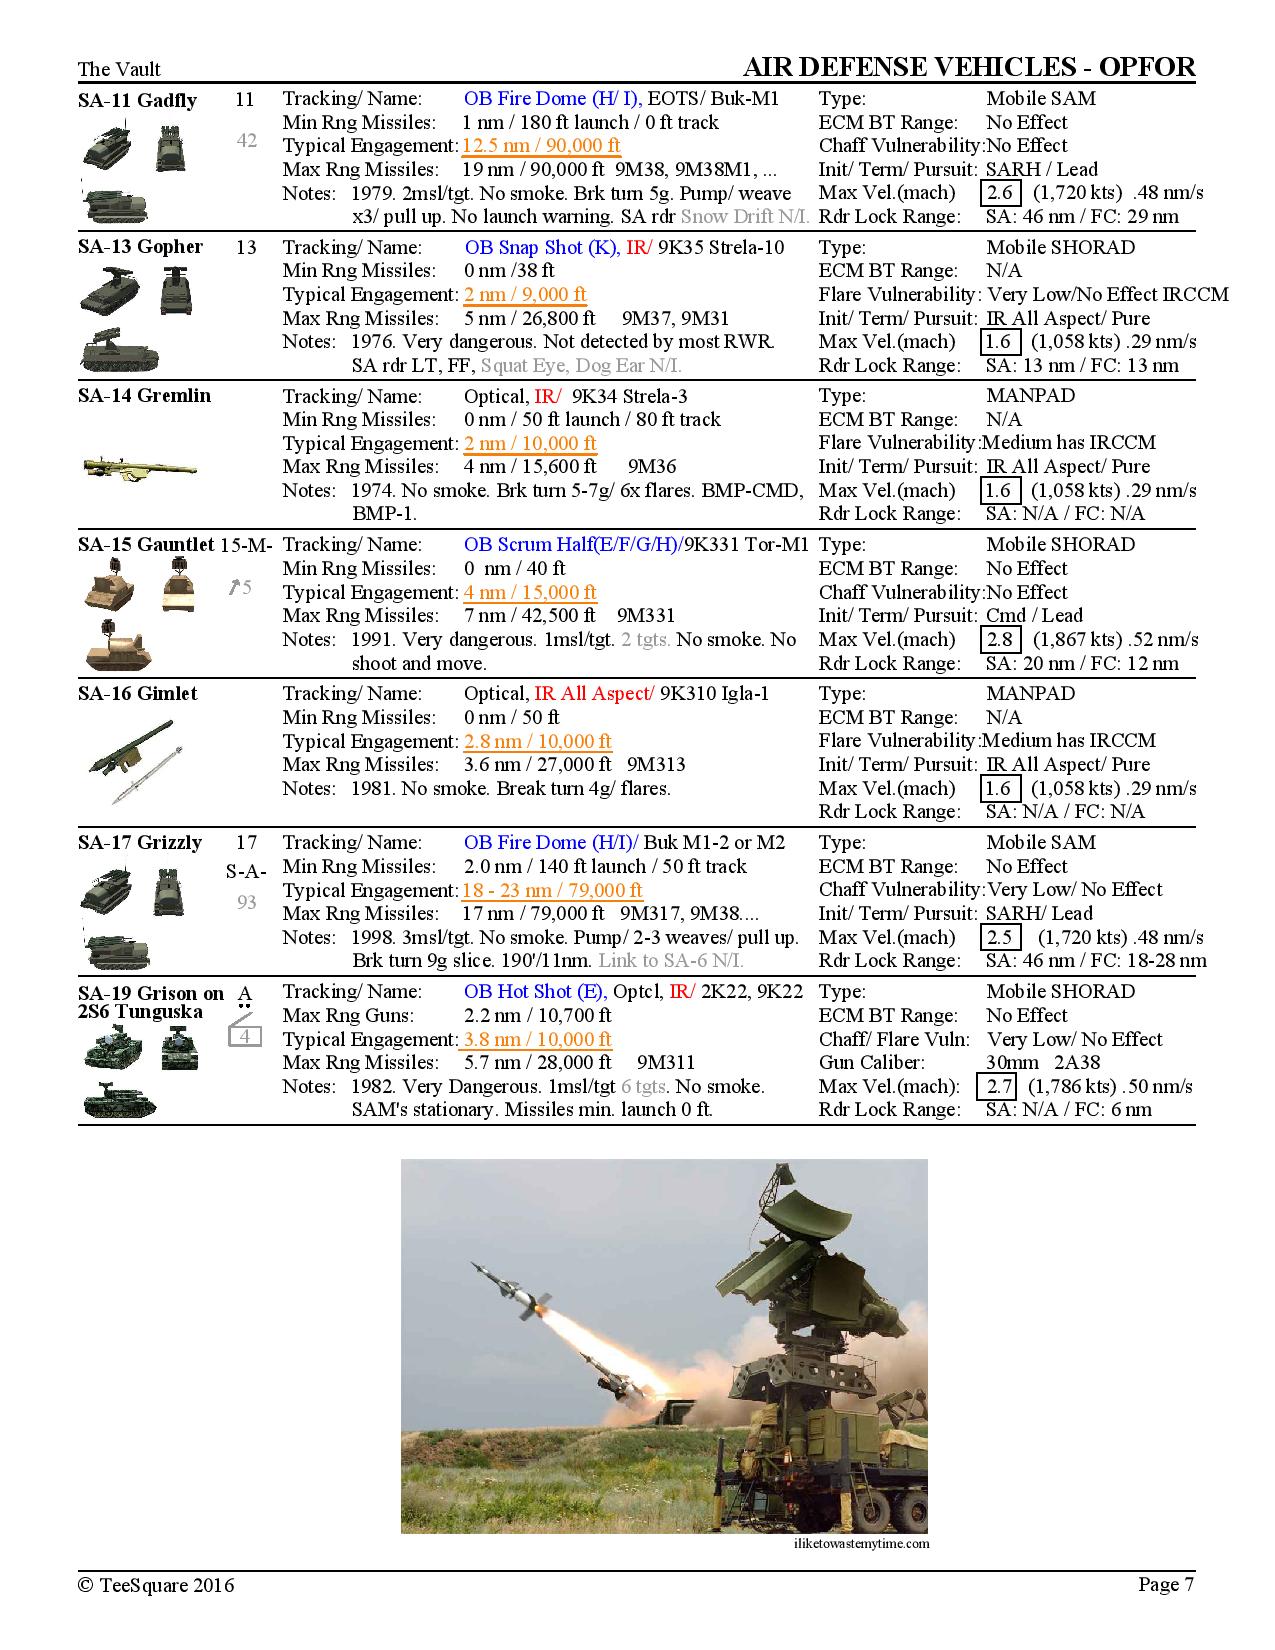 The Vault
AIR DEFENSE VEHICLES - OPFOR
SA-11 Gadfly 11 Tracking/ Name: OB Fire Dome (H/ I), EOTS/ Buk-M1 Type: Mobile SAM
42 Min Rng Missiles: 1 nm / 180 ft launch / 0 ft track ECM BT Range: No Effect
Typical Engagement: 12.5 nm / 90,000 ft Chaff Vulnerability: No Effect
Max Rng Missiles: 19 nm / 90,000 ft 9M38, 9M38M1, ... Init/ Term/ Pursuit: SARH / Lead
Notes: 1979. 2msl/tgt. No smoke. Brk turn 5g. Pump/ weave Max Vel.(mach) 2.6 (1,720 kts) .48 nm/s
x3/ pull up. No launch warning. SA rdr Snow Drift N/I. Rdr Lock Range: SA: 46 nm / FC: 29 nm
SA-13 Gopher 13 Tracking/ Name: OB Snap Shot (K), IR/ 9K35 Strela-10 Type: Mobile SHORAD
Min Rng Missiles: 0 nm /38 ft ECM BT Range: N/A
Typical Engagement: 2 nm / 9,000 ft Flare Vulnerability: Very Low/No Effect IRCCM
Max Rng Missiles: 5 nm / 26,800 ft 9M37, 9M31 Init/ Term/ Pursuit: IR All Aspect/ Pure
Notes: 1976. Very dangerous. Not detected by most RWR. Max Vel.(mach) 1.6 (1,058 kts) .29 nm/s
SA rdr LT, FF, Squat Eye, Dog Ear N/I. Rdr Lock Range: SA: 13 nm / FC: 13 nm
SA-14 Gremlin Tracking/ Name: Optical, IR/ 9K34 Strela-3 Type: MANPAD
Min Rng Missiles: 0 nm / 50 ft launch / 80 ft track ECM BT Range: N/A
Typical Engagement: 2 nm / 10,000 ft Flare Vulnerability: Medium has IRCCM
Max Rng Missiles: 4 nm / 15,600 ft 9M36 Init/ Term/ Pursuit: IR All Aspect/ Pure
Notes: 1974. No smoke. Brk turn 5-7g/ 6x flares. BMP-CMD, Max Vel.(mach) 1.6 (1,058 kts) .29 nm/s
BMP-1. Rdr Lock Range: SA: N/A / FC: N/A
SA-15 Gauntlet 15-M- Tracking/ Name: OB Scrum Half(E/F/G/H)/9K331 Tor-M1 Type: Mobile SHORAD
Min Rng Missiles: 0 nm / 40 ft ECM BT Range: No Effect
5 Typical Engagement: 4 nm / 15,000 ft Chaff Vulnerability: No Effect
Max Rng Missiles: 7 nm / 42,500 ft 9M331 Init/ Term/ Pursuit: Cmd / Lead
Notes: 1991. Very dangerous. 1msl/tgt. 2 tgts. No smoke. No Max Vel.(mach) 2.8 (1,867 kts) .52 nm/s
shoot and move. Rdr Lock Range: SA: 20 nm / FC: 12 nm
SA-16 Gimlet Tracking/ Name: Optical, IR All Aspect/ 9K310 Igla-1 Type: MANPAD
Min Rng Missiles: 0 nm / 50 ft ECM BT Range: N/A
Typical Engagement: 2.8 nm / 10,000 ft Flare Vulnerability: Medium has IRCCM
Max Rng Missiles: 3.6 nm / 27,000 ft 9M313 Init/ Term/ Pursuit: IR All Aspect/ Pure
Notes: 1981. No smoke. Break turn 4g/ flares. Max Vel.(mach) 1.6 (1,058 kts) .29 nm/s
Rdr Lock Range: SA: N/A / FC: N/A
SA-17 Grizzly 17 Tracking/ Name: OB Fire Dome (H/I)/ Buk M1-2 or M2 Type: Mobile SAM
S-A- Min Rng Missiles: 2.0 nm / 140 ft launch / 50 ft track ECM BT Range: No Effect
93 Typical Engagement: 18 - 23 nm / 79,000 ft Chaff Vulnerability: Very Low/ No Effect
Max Rng Missiles: 17 nm / 79,000 ft 9M317, 9M38.... Init/ Term/ Pursuit: SARH/ Lead
Notes: 1998. 3msl/tgt. No smoke. Pump/ 2-3 weaves/ pull up. Max Vel.(mach) 2.5 (1,720 kts) .48 nm/s
Brk turn 9g slice. 190'/11nm. Link to SA-6 N/I. Rdr Lock Range: SA: 46 nm / FC: 18-28 nm
SA-19 Grison on A Tracking/ Name: OB Hot Shot (E), Optcl, IR/ 2K22, 9K22 Type: Mobile SHORAD
2S6 Tunguska Max Rng Guns: 2.2 nm / 10,700 ft ECM BT Range: No Effect
4 Typical Engagement: 3.8 nm / 10,000 ft Chaff/ Flare Vuln: Very Low/ No Effect
Max Rng Missiles: 5.7 nm / 28,000 ft 9M311 Gun Caliber: 30mm 2A38
Notes: 1982. Very Dangerous. 1msl/tgt 6 tgts. No smoke. Max Vel.(mach): 2.7 (1,786 kts) .50 nm/s
SAM's stationary. Missiles min. launch 0 ft. Rdr Lock Range: SA: N/A / FC: 6 nm
iliketowastemytime.com
© TeeSquare 2016
Page 7